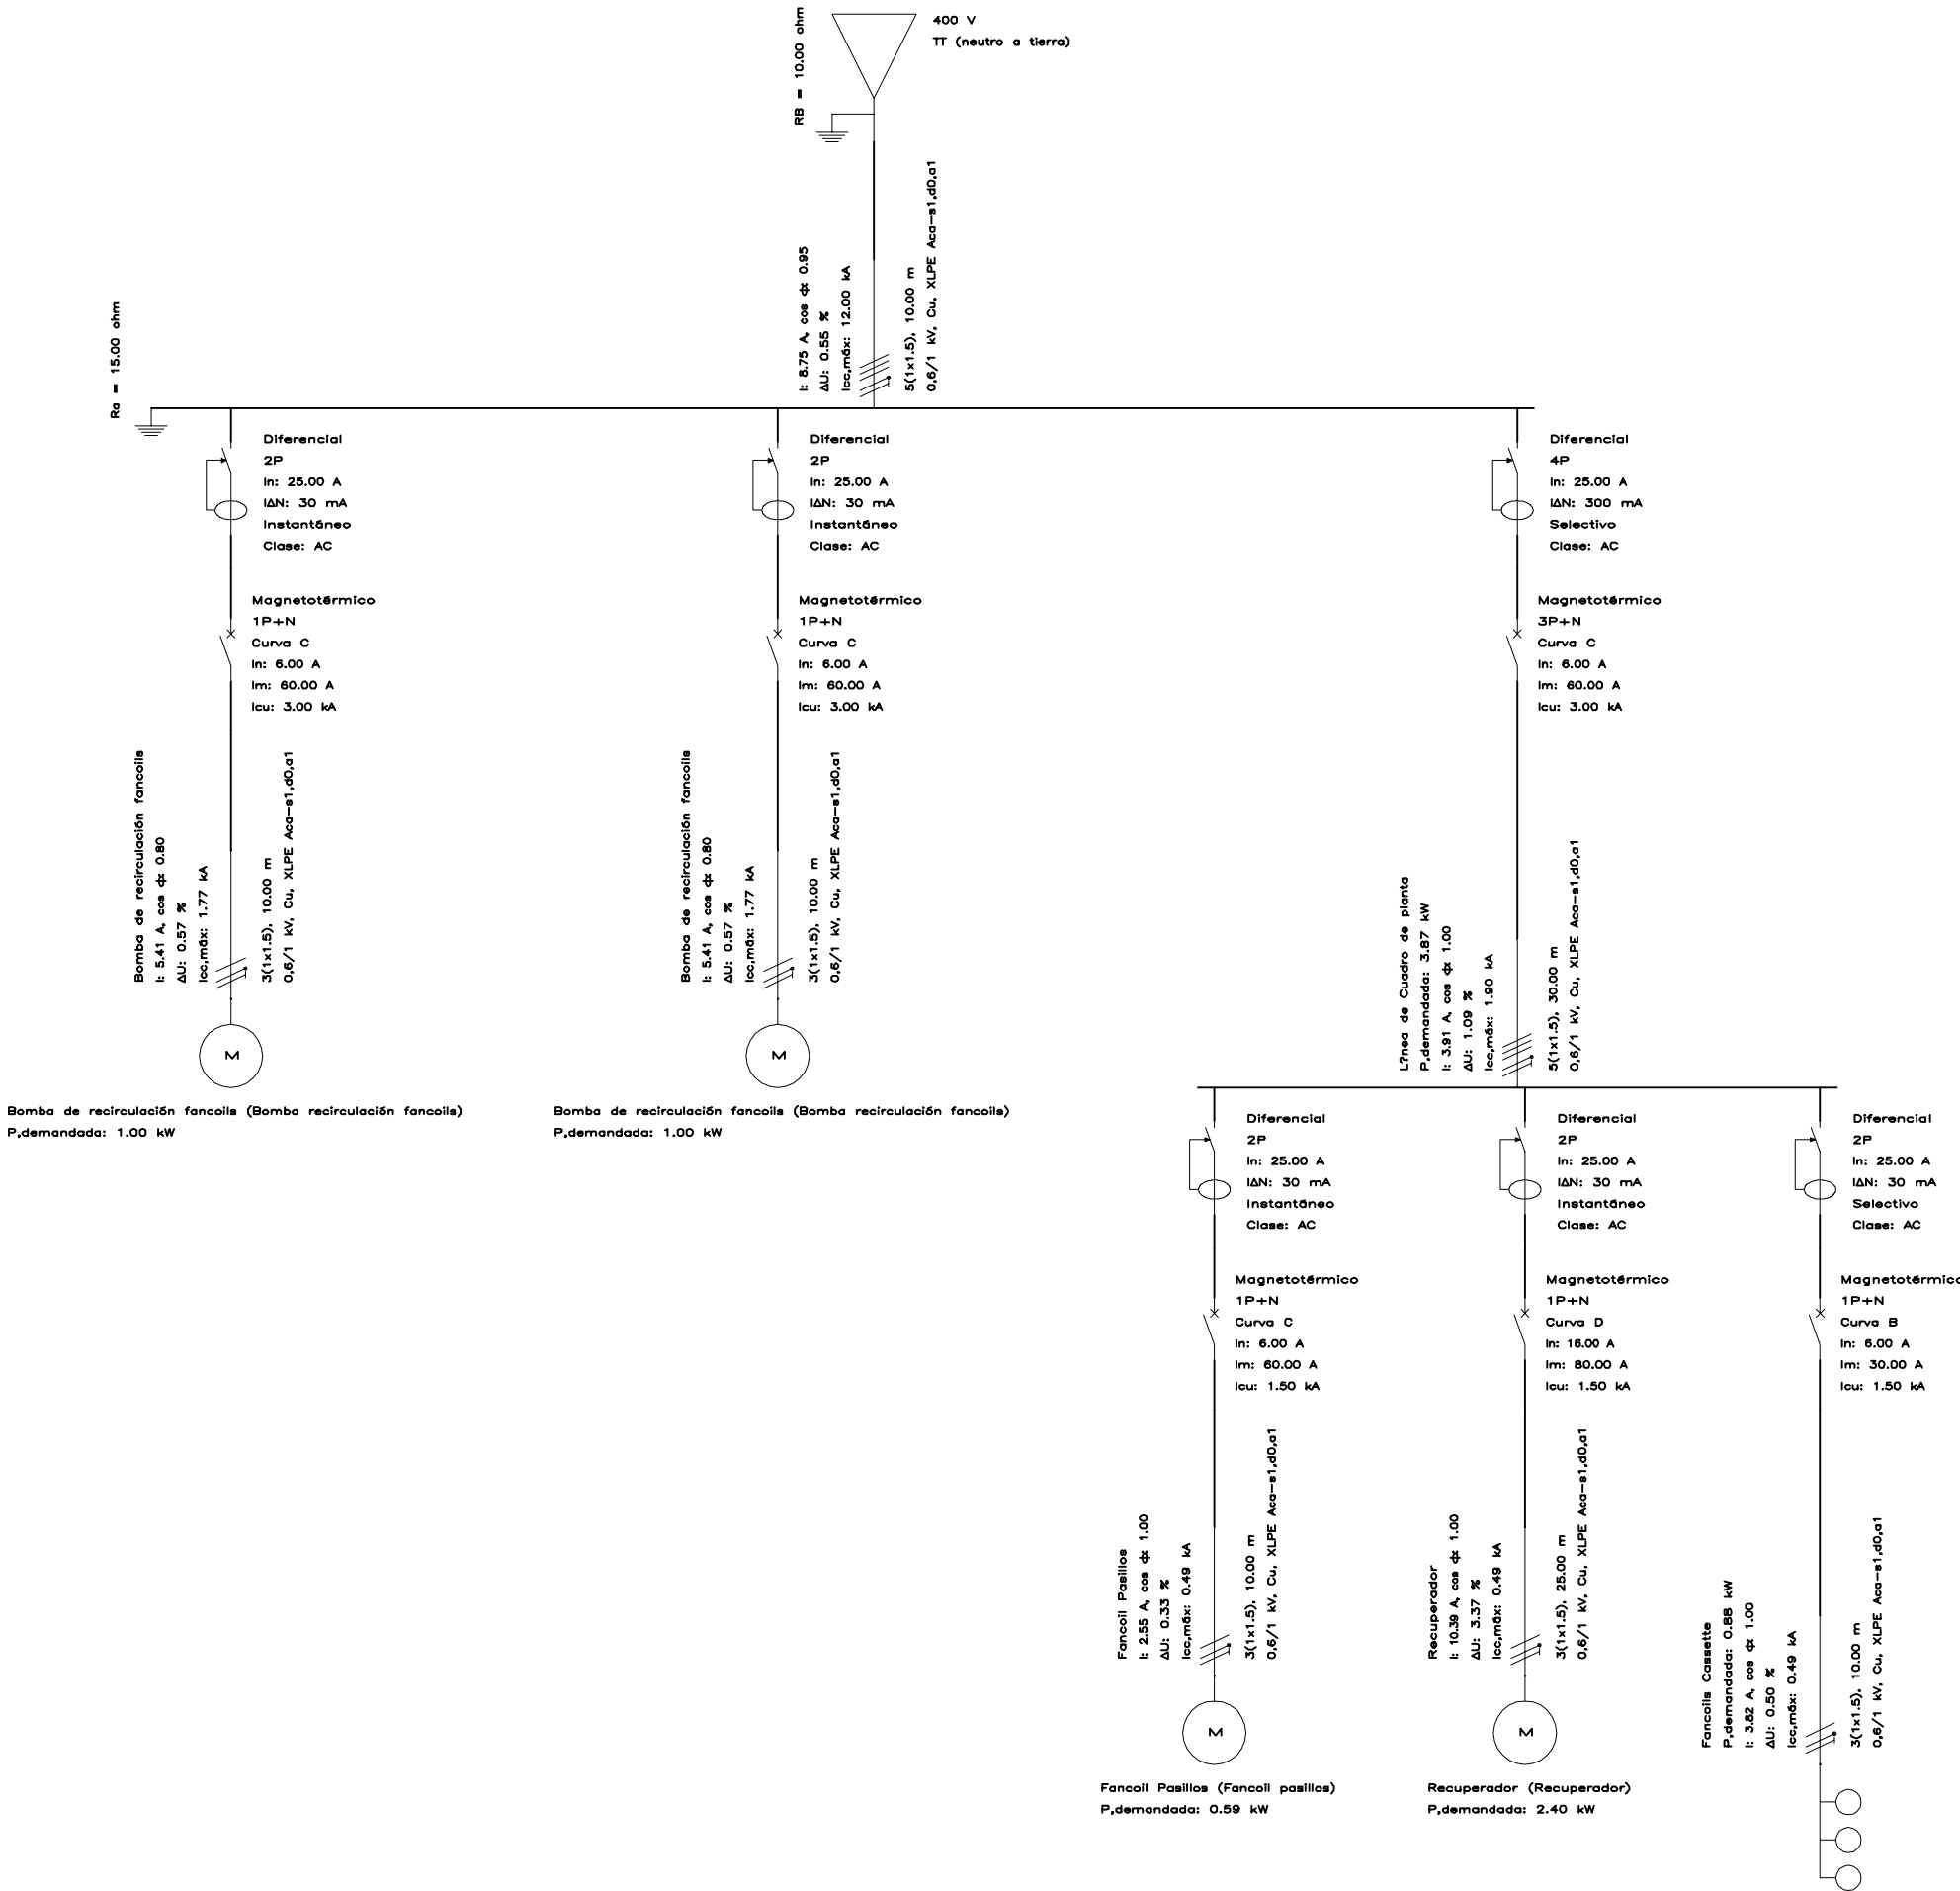 400 V
TT (neutro a tierra)
RB = 10.00 ohm
I: 8.75 A, cos φ: 0.95
ΔU: 0.55 %
Icc,máx: 12.00 kA
5(1x1.5), 10.00 m
0,6/1 kV, Cu, XLPE Aca-s1,d0,a1
Ra = 15.00 ohm
Diferencial
2P
In: 25.00 A
IΔN: 30 mA
Instantáneo
Clase: AC
Magnetotérmico
1P+N
Curva C
In: 6.00 A
Im: 60.00 A
Icu: 3.00 kA
Bomba de recirculación fancoils
I: 5.41 A, cos φ: 0.80
ΔU: 0.57 %
Icc,máx: 1.77 kA
3(1x1.5), 10.00 m
0,6/1 kV, Cu, XLPE Aca-s1,d0,a1
M
Bomba de recirculación fancoils (Bomba recirculación fancoils)
P,demandada: 1.00 kW
Diferencial
2P
In: 25.00 A
IΔN: 30 mA
Instantáneo
Clase: AC
Magnetotérmico
1P+N
Curva C
In: 6.00 A
Im: 60.00 A
Icu: 3.00 kA
Bomba de recirculación fancoils
I: 5.41 A, cos φ: 0.80
ΔU: 0.57 %
Icc,máx: 1.77 kA
3(1x1.5), 10.00 m
0,6/1 kV, Cu, XLPE Aca-s1,d0,a1
M
Bomba de recirculación fancoils (Bomba recirculación fancoils)
P,demandada: 1.00 kW
Diferencial
4P
In: 25.00 A
IΔN: 300 mA
Selectivo
Clase: AC
Magnetotérmico
3P+N
Curva C
In: 6.00 A
Im: 60.00 A
Icu: 3.00 kA
L?nea de Cuadro de planta
P,demandada: 3.87 kW
I: 3.91 A, cos φ: 1.00
ΔU: 1.09 %
Icc,máx: 1.90 kA
5(1x1.5), 30.00 m
0,6/1 kV, Cu, XLPE Aca-s1,d0,a1
Diferencial
2P
In: 25.00 A
IΔN: 30 mA
Instantáneo
Clase: AC
Magnetotérmico
1P+N
Curva C
In: 6.00 A
Im: 60.00 A
Icu: 1.50 kA
Fancoil Pasillos
I: 2.55 A, cos φ: 1.00
ΔU: 0.33 %
Icc,máx: 0.49 kA
3(1x1.5), 10.00 m
0,6/1 kV, Cu, XLPE Aca-s1,d0,a1
M
Fancoil Pasillos (Fancoil pasillos)
P,demandada: 0.59 kW
Diferencial
2P
In: 25.00 A
IΔN: 30 mA
Instantáneo
Clase: AC
Magnetotérmico
1P+N
Curva D
In: 16.00 A
Im: 80.00 A
Icu: 1.50 kA
Recuperador
I: 10.39 A, cos φ: 1.00
ΔU: 3.37 %
Icc,máx: 0.49 kA
3(1x1.5), 25.00 m
0,6/1 kV, Cu, XLPE Aca-s1,d0,a1
M
Recuperador (Recuperador)
P,demandada: 2.40 kW
Diferencial
2P
In: 25.00 A
IΔN: 30 mA
Selectivo
Clase: AC
Magnetotérmico
1P+N
Curva B
In: 6.00 A
Im: 30.00 A
Icu: 1.50 kA
Fancoils Cassette
P,demandada: 0.88 kW
I: 3.82 A, cos φ: 1.00
ΔU: 0.50 %
Icc,máx: 0.49 kA
3(1x1.5), 10.00 m
0,6/1 kV, Cu, XLPE Aca-s1,d0,a1